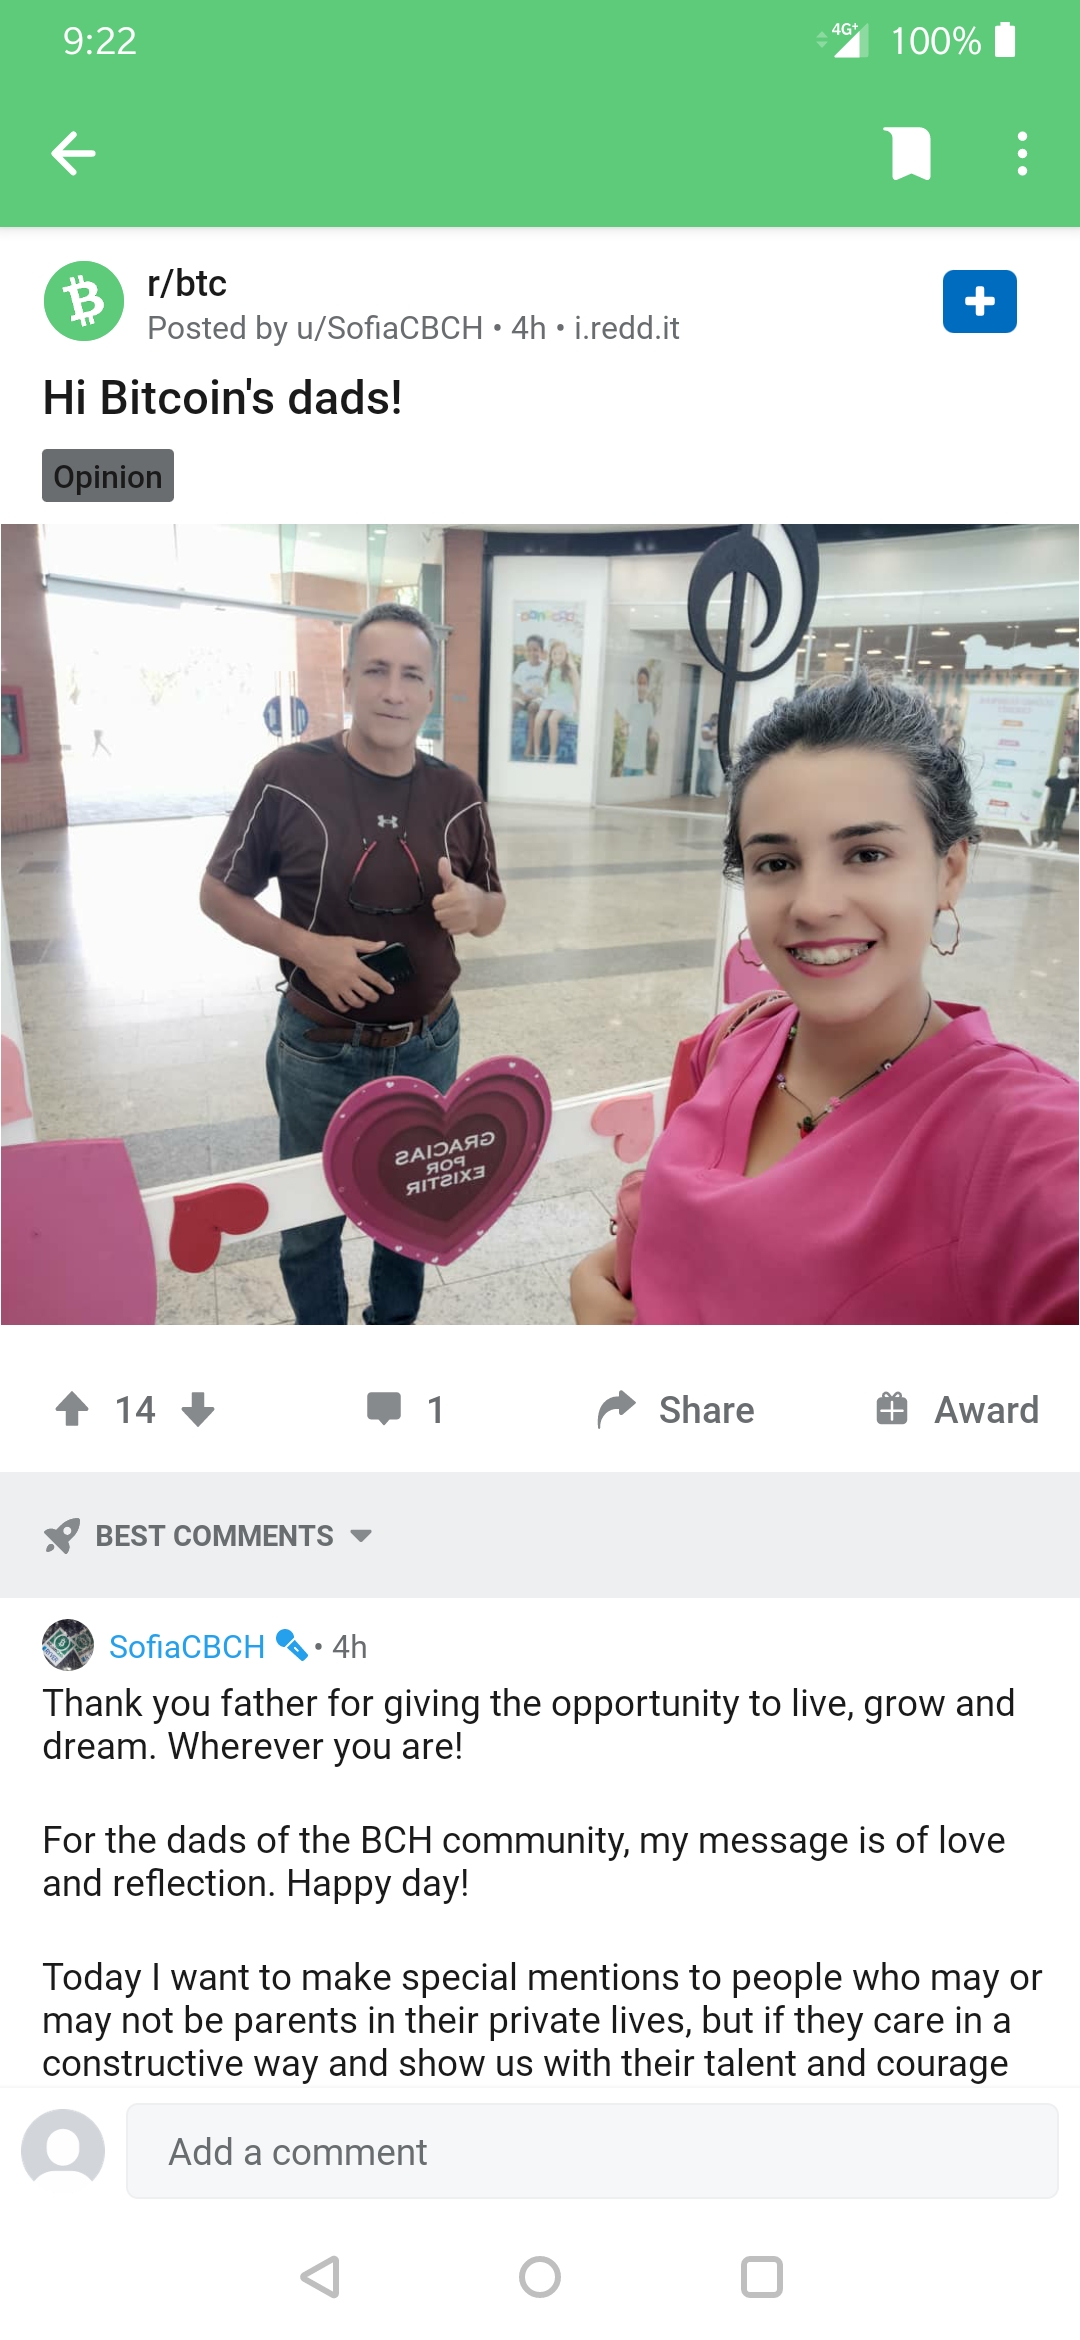 9:22
4G+
100%
r/btc
Posted by u/SofiaCBCH • 4h • i.redd.it
Hi Bitcoin's dads!
Opinion
GRACIAS
POR
EXISTIR
14
1
Share
Award
BEST COMMENTS
SofiaCBCH • 4h
Thank you father for giving the opportunity to live, grow and
dream. Wherever you are!
For the dads of the BCH community, my message is of love
and reflection. Happy day!
Today I want to make special mentions to people who may or
may not be parents in their private lives, but if they care in a
constructive way and show us with their talent and courage
Add a comment